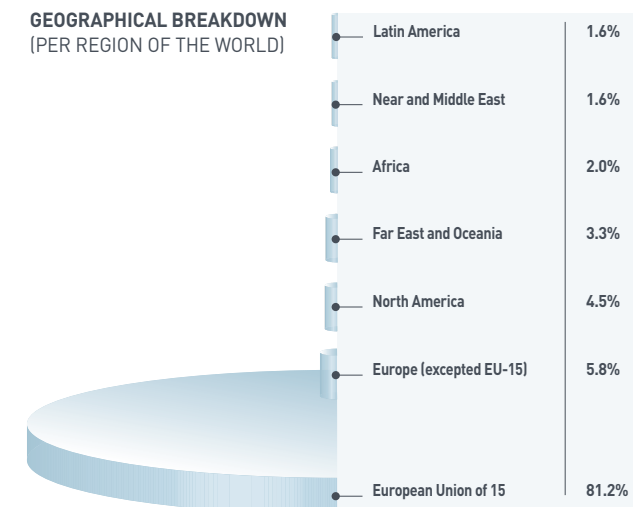 GEOGRAPHICAL BREAKDOWN
(PER REGION OF THE WORLD)
Latin America 1.6%
Near and Middle East 1.6%
Africa 2.0%
Far East and Oceania 3.3%
North America 4.5%
Europe (excepted EU-15) 5.8%
European Union of 15 81.2%